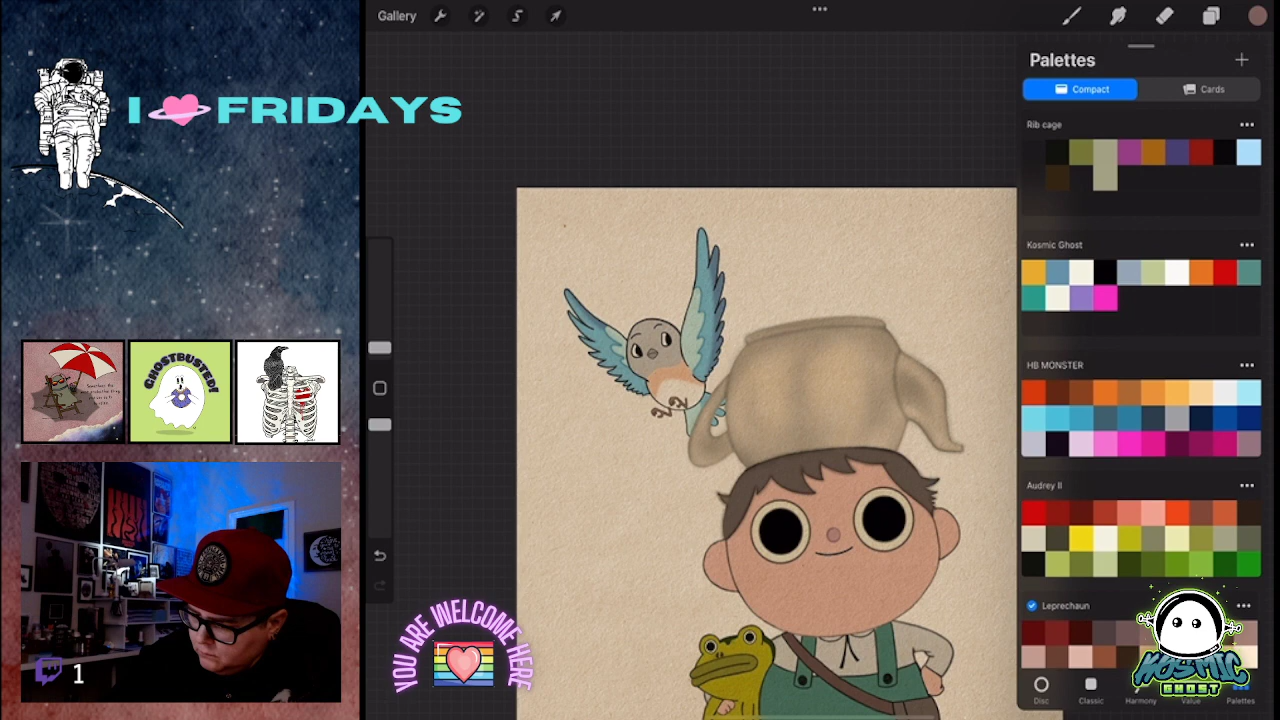 Gallery
Palettes
Compact
Cards
I FRIDAYS
Rib cage
Kosmic Ghost
HB MONSTER
GHOSTBUSTED!
Audrey II
YOU ARE WELCOME HERE
Leprechaun
1
KOSMIC
GHOST
Disc
Classic
Harmony
Value
Palettes